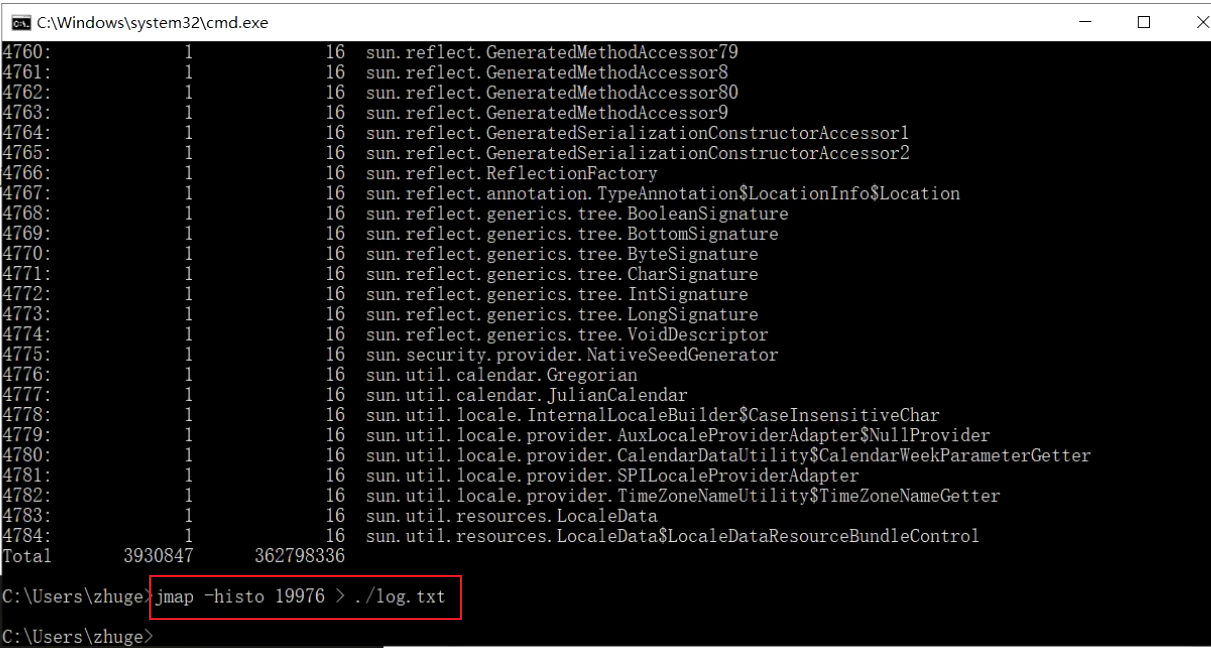 C:\Windows\system32\cmd.exe
4760: 1 16 sun.reflect.GeneratedMethodAccessor79
4761: 1 16 sun.reflect.GeneratedMethodAccessor8
4762: 1 16 sun.reflect.GeneratedMethodAccessor80
4763: 1 16 sun.reflect.GeneratedMethodAccessor9
4764: 1 16 sun.reflect.GeneratedSerializationConstructorAccessor1
4765: 1 16 sun.reflect.GeneratedSerializationConstructorAccessor2
4766: 1 16 sun.reflect.ReflectionFactory
4767: 1 16 sun.reflect.annotation.TypeAnnotation$LocationInfo$Location
4768: 1 16 sun.reflect.generics.tree.BooleanSignature
4769: 1 16 sun.reflect.generics.tree.BottomSignature
4770: 1 16 sun.reflect.generics.tree.ByteSignature
4771: 1 16 sun.reflect.generics.tree.CharSignature
4772: 1 16 sun.reflect.generics.tree.IntSignature
4773: 1 16 sun.reflect.generics.tree.LongSignature
4774: 1 16 sun.reflect.generics.tree.VoidDescriptor
4775: 1 16 sun.security.provider.NativeSeedGenerator
4776: 1 16 sun.util.calendar.Gregorian
4777: 1 16 sun.util.calendar.JulianCalendar
4778: 1 16 sun.util.locale.InternalLocaleBuilder$CaseInsensitiveChar
4779: 1 16 sun.util.locale.provider.AuxLocaleProviderAdapter$NullProvider
4780: 1 16 sun.util.locale.provider.CalendarDataUtility$CalendarWeekParameterGetter
4781: 1 16 sun.util.locale.provider.SPILocaleProviderAdapter
4782: 1 16 sun.util.locale.provider.TimeZoneNameUtility$TimeZoneNameGetter
4783: 1 16 sun.util.resources.LocaleData
4784: 1 16 sun.util.resources.LocaleData$LocaleDataResourceBundleControl
Total 3930847 362798336
C:\Users\zhuge>jmap -histo 19976 > ./log.txt
C:\Users\zhuge>